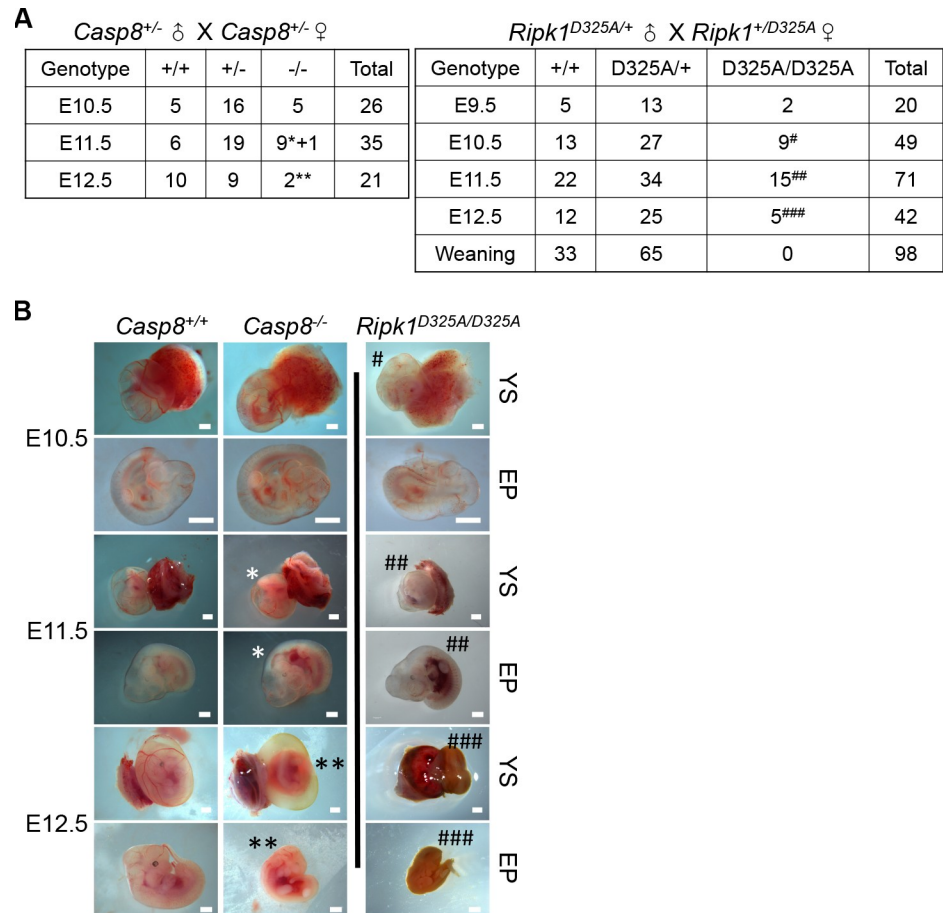 A
Casp8+/- ♂ X Casp8+/- ♀
Genotype +/+ +/- -/- Total
E10.5 5 16 5 26
E11.5 6 19 9*+1 35
E12.5 10 9 2** 21
Ripk1D325A/+ ♂ X Ripk1+/D325A ♀
Genotype +/+ D325A/+ D325A/D325A Total
E9.5 5 13 2 20
E10.5 13 27 9# 49
E11.5 22 34 15## 71
E12.5 12 25 5### 42
Weaning 33 65 0 98
B
Casp8+/+ Casp8-/- Ripk1D325A/D325A
# YS
E10.5
EP
* ## YS
E11.5
* ## EP
** ### YS
E12.5
** ### EP